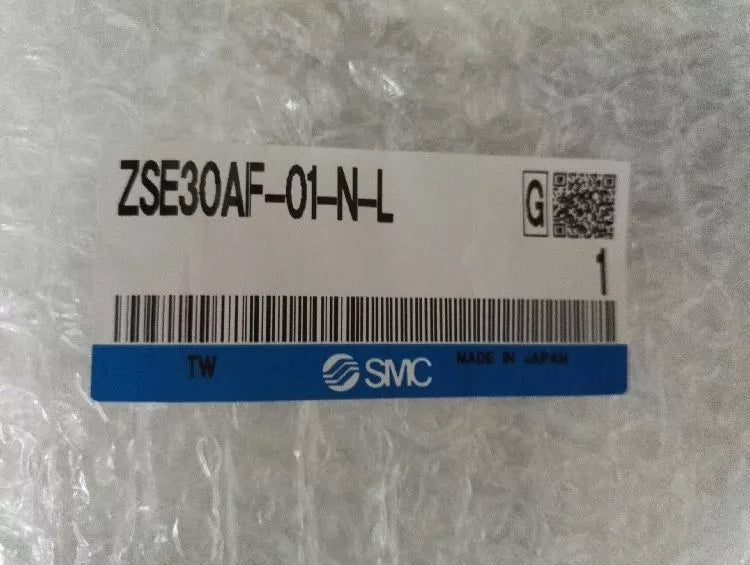 ZSE30AF-01-N-L
G
1
TW
SMC
MADE IN JAPAN